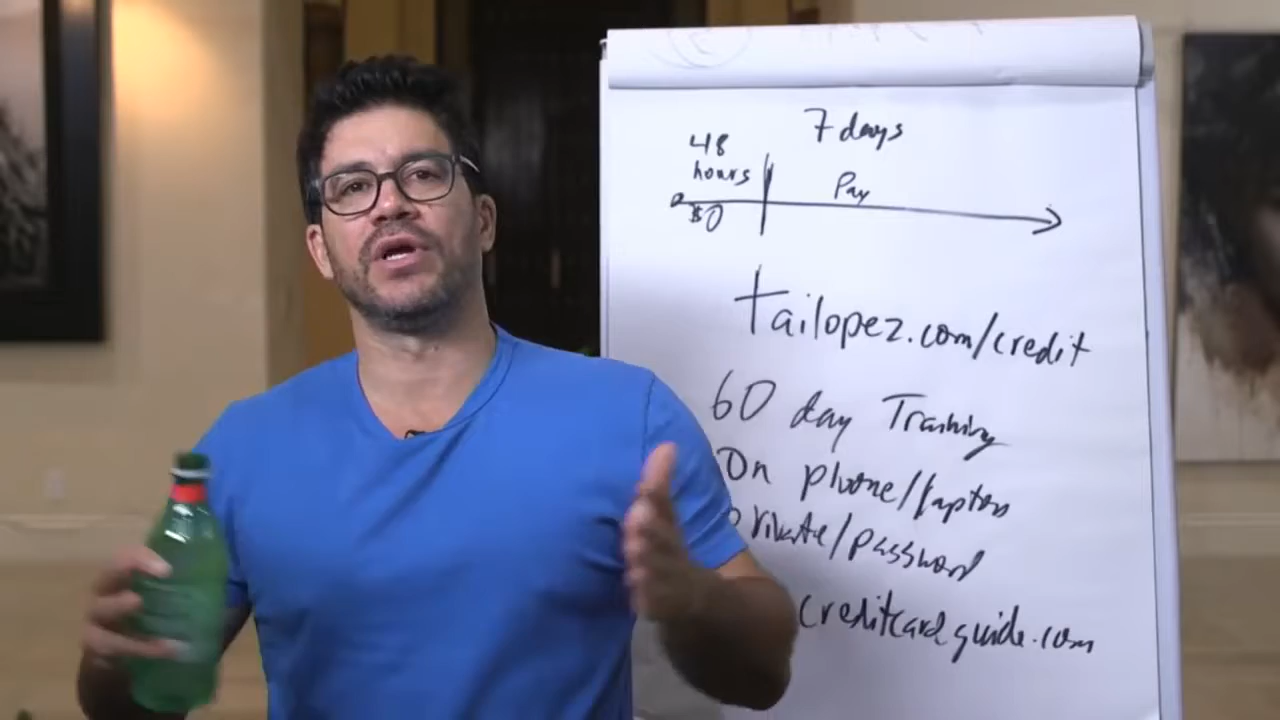 48
hours
7 days
$0
Pay
tailopez.com/credit
60 day Training
On phone/laptop
private/password
creditcardguide.com